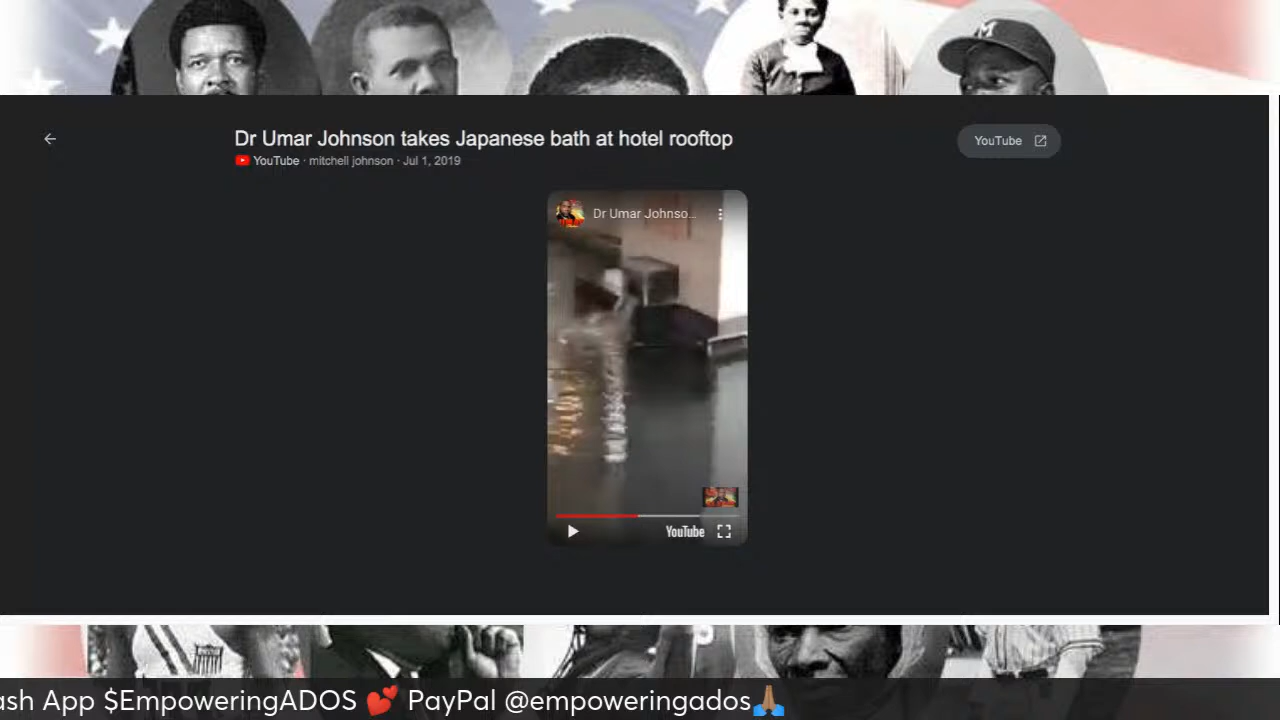 M
Dr Umar Johnson takes Japanese bath at hotel rooftop
YouTube · mitchell johnson · Jul 1, 2019
YouTube
Dr Umar Johnso...
YouTube
ash App $EmpoweringADOS 💕 PayPal @empoweringados🙏🏽